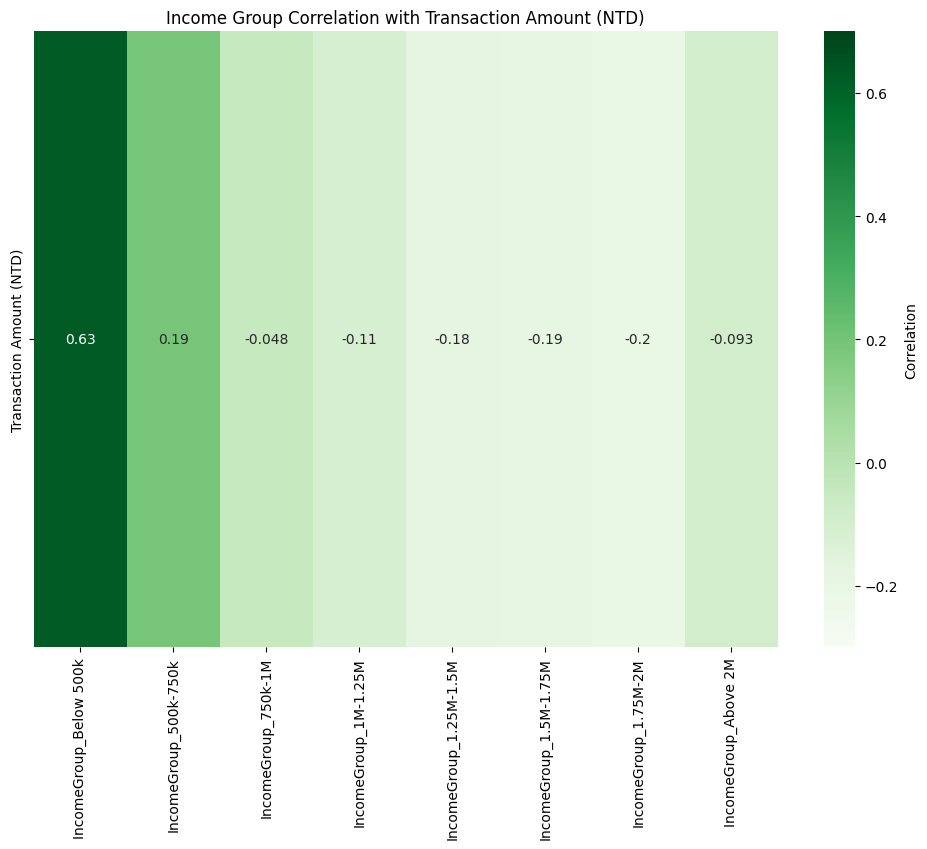 Income Group Correlation with Transaction Amount (NTD)
Transaction Amount (NTD)
0.63
0.19
-0.048
-0.11
-0.18
-0.19
-0.2
-0.093
IncomeGroup_Below 500k
IncomeGroup_500k-750k
IncomeGroup_750k-1M
IncomeGroup_1M-1.25M
IncomeGroup_1.25M-1.5M
IncomeGroup_1.5M-1.75M
IncomeGroup_1.75M-2M
IncomeGroup_Above 2M
0.6
0.4
0.2
0.0
−0.2
Correlation